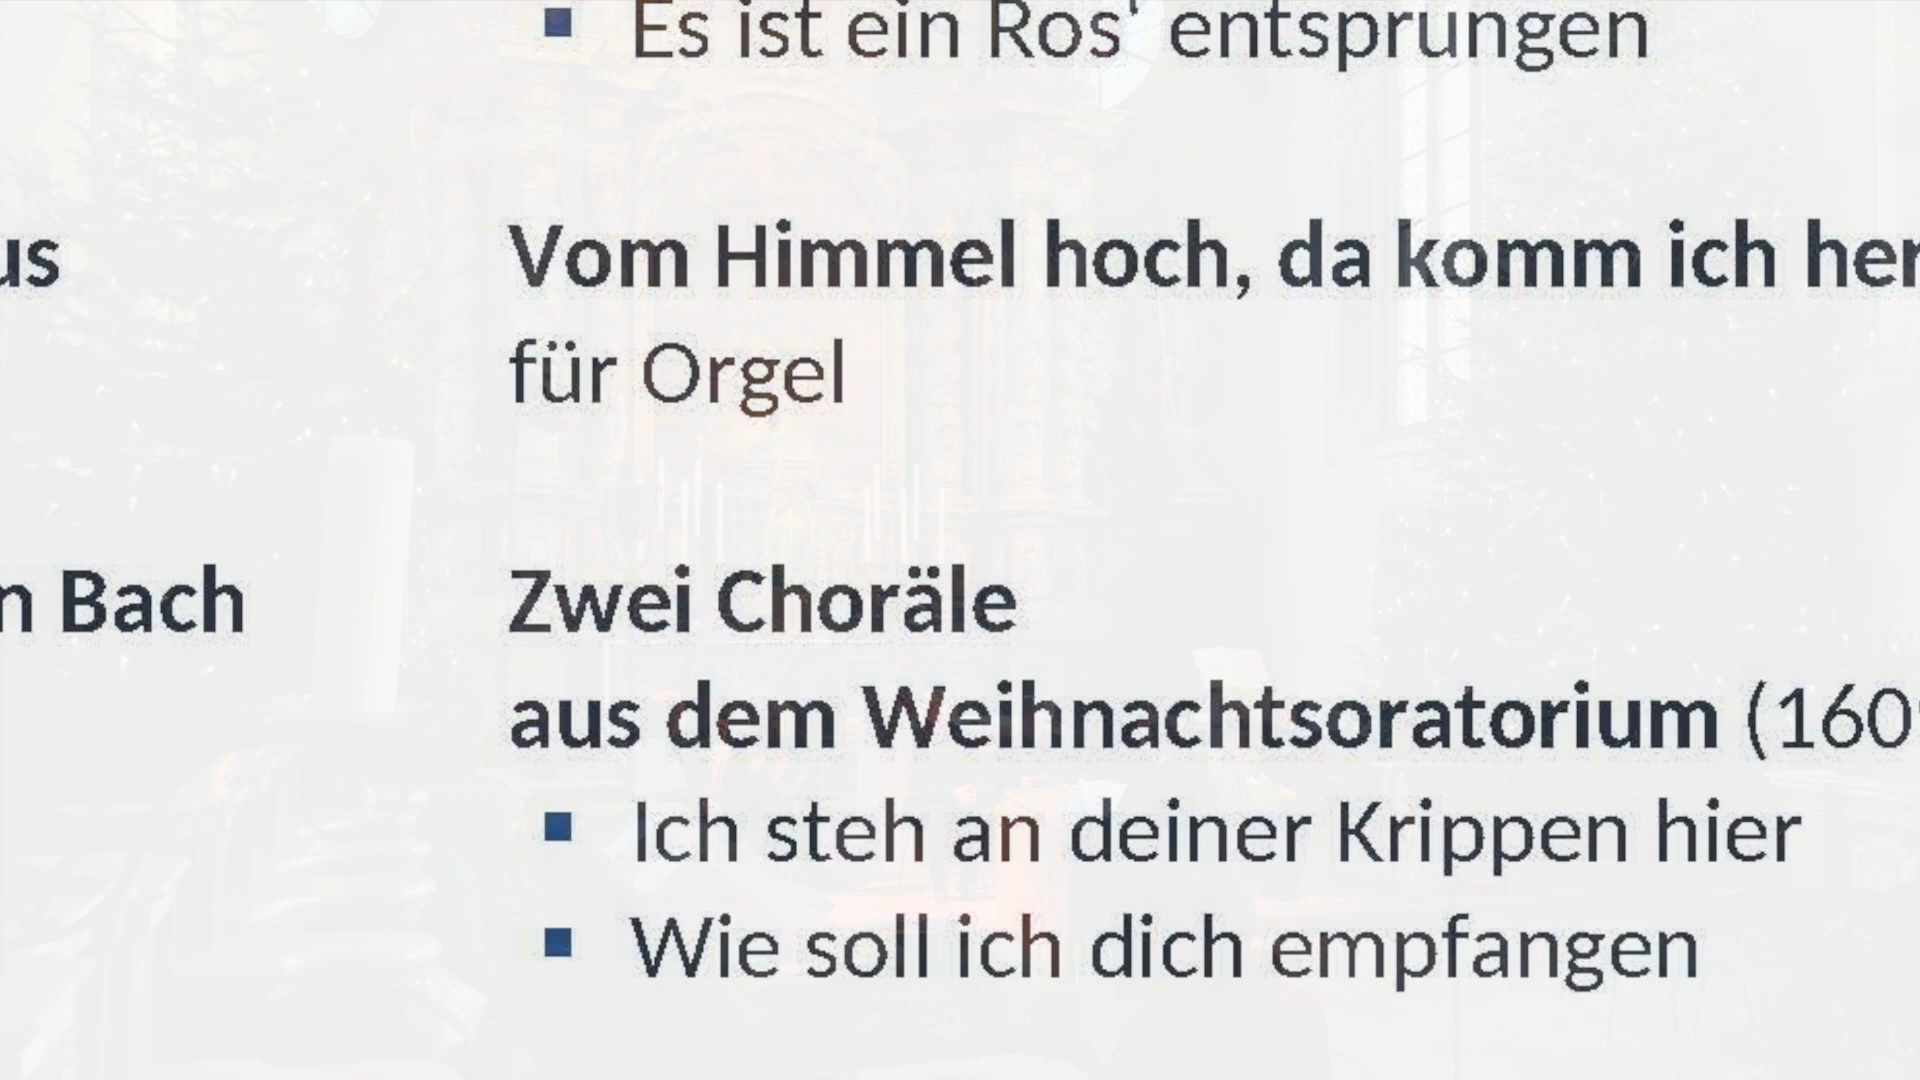 Es ist ein Ros' entsprungen
us Vom Himmel hoch, da komm ich her
für Orgel
n Bach Zwei Choräle
aus dem Weihnachtsoratorium (160
Ich steh an deiner Krippen hier
Wie soll ich dich empfangen